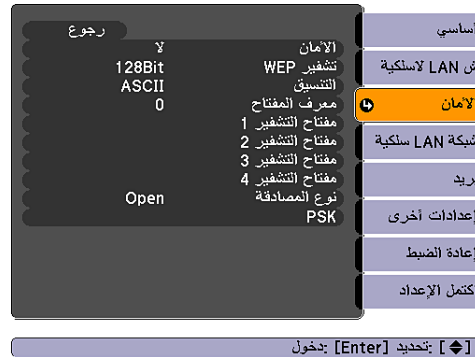 رجوع
الأمان لا
تشفير WEP 128Bit
التنسيق ASCII
معرف المفتاح 0
مفتاح التشفير 1
مفتاح التشفير 2
مفتاح التشفير 3
مفتاح التشفير 4
نوع المصادقة Open
PSK
أساسي
LAN لاسلكية
الأمان
شبكة LAN سلكية
بريد
إعدادات أخرى
إعادة الضبط
اكتمل الإعداد
[Enter]: دخول [◆]: تحديد